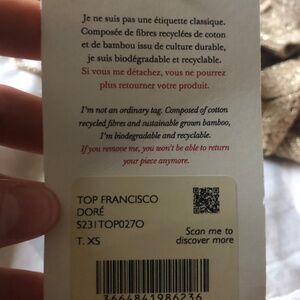 Je ne suis pas une étiquette classique.
Composée de fibres recyclées de coton
et de bambou issu de culture durable,
je suis biodégradable et recyclable.
Si vous me détachez, vous ne pourrez
plus retourner votre produit.
I'm not an ordinary tag. Composed of cotton
recycled fibres and sustainable grown bamboo,
I'm biodegradable and recyclable.
If you remove me, you won't be able to return
your piece anymore.
TOP FRANCISCO
DORÉ
S231TOP027O
T. XS
Scan me to
discover more
3664841986236